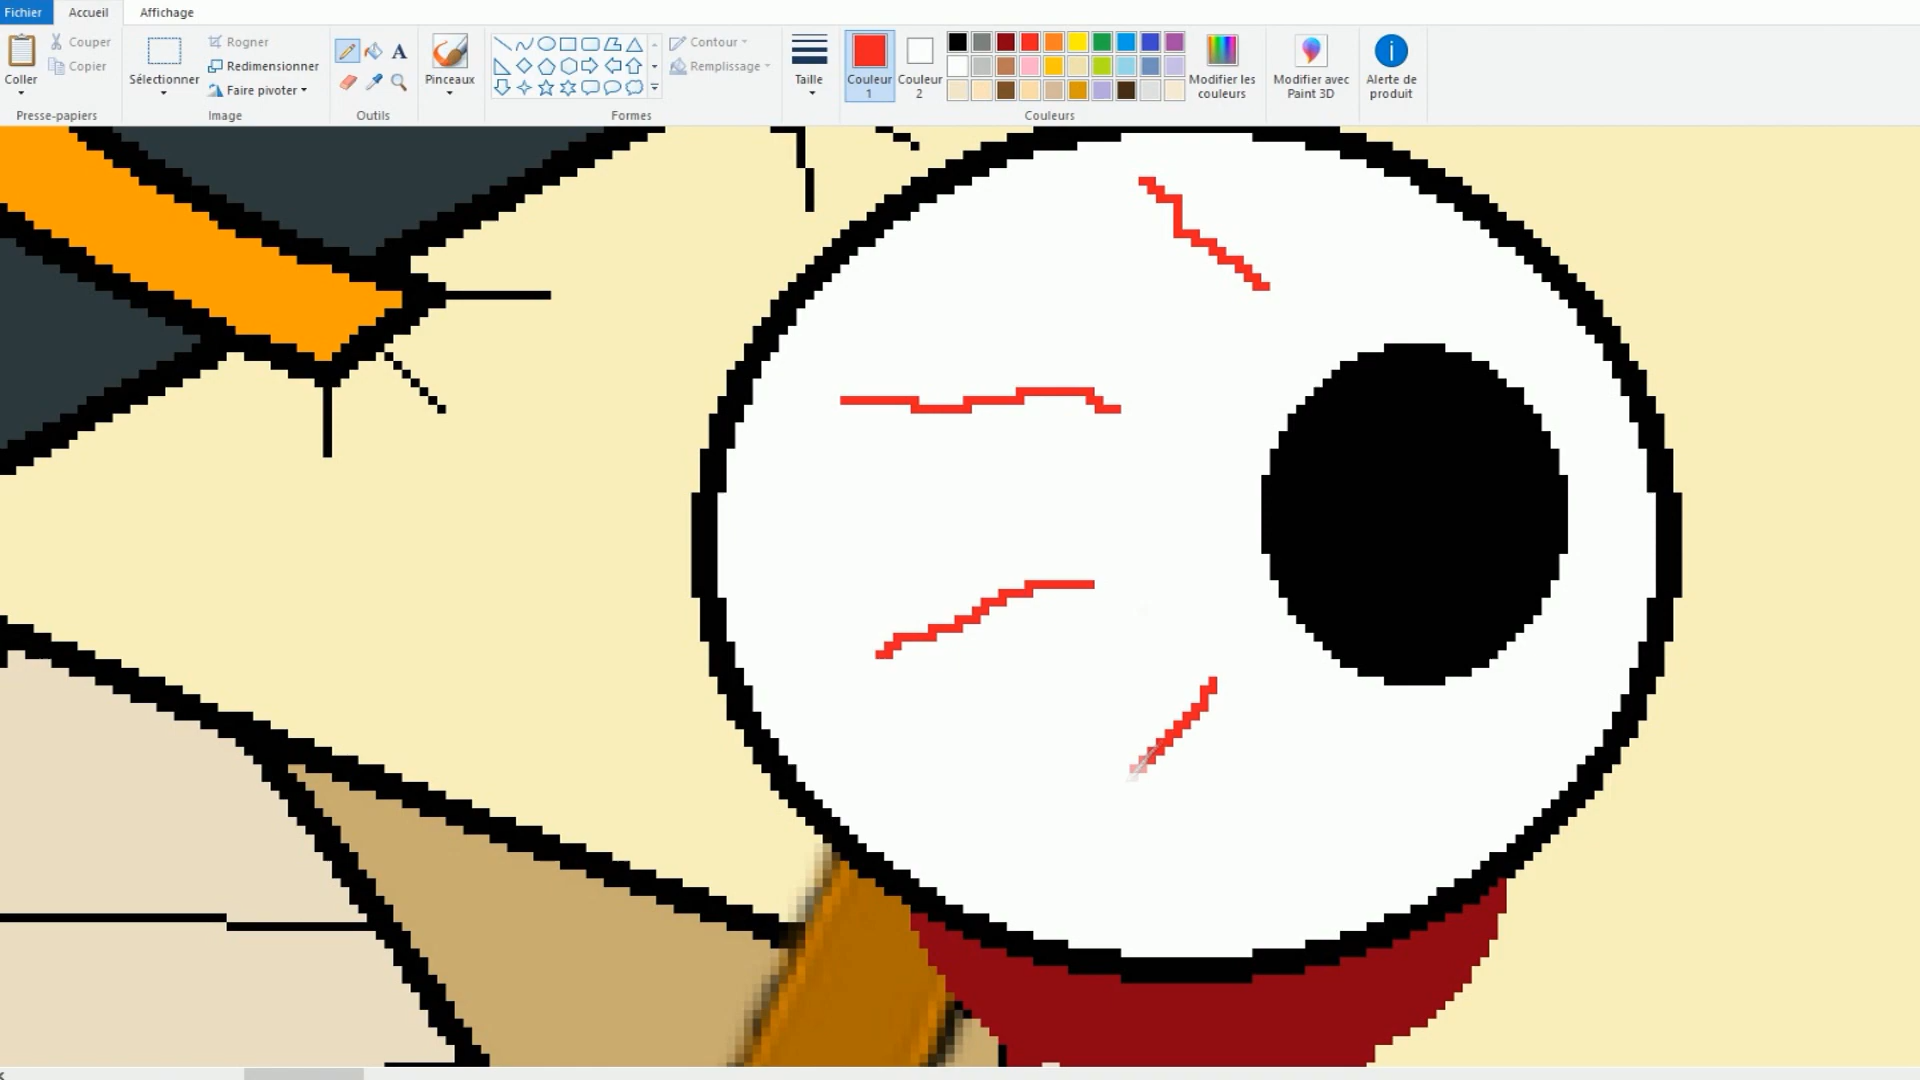 Fichier Accueil Affichage
Coller
Couper
Copier
Presse-papiers
Sélectionner
Rogner
Redimensionner
Faire pivoter
Image
A
Outils
Pinceaux
Contour
Remplissage
Formes
Taille
Couleur 1
Couleur 2
Modifier les couleurs
Couleurs
Modifier avec Paint 3D
Alerte de produit